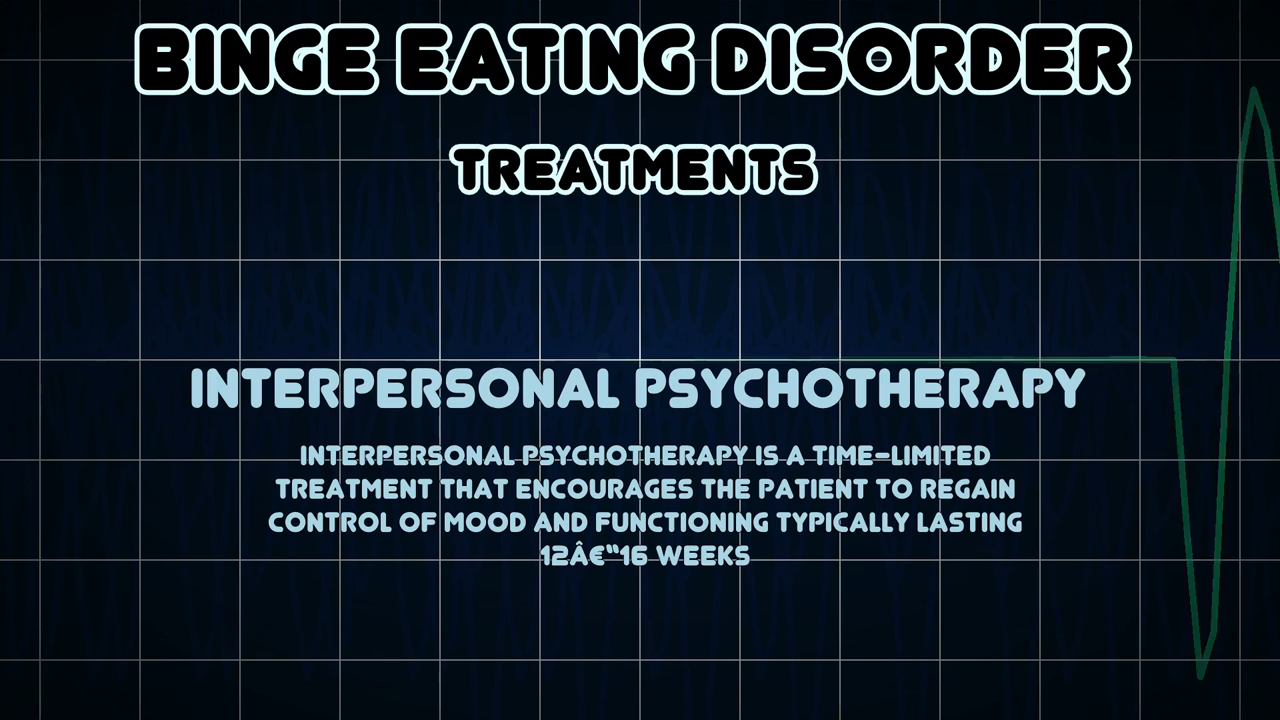 BINGE EATING DISORDER
TREATMENTS
INTERPERSONAL PSYCHOTHERAPY
INTERPERSONAL PSYCHOTHERAPY IS A TIME-LIMITED
TREATMENT THAT ENCOURAGES THE PATIENT TO REGAIN
CONTROL OF MOOD AND FUNCTIONING TYPICALLY LASTING
12Â€“16 WEEKS